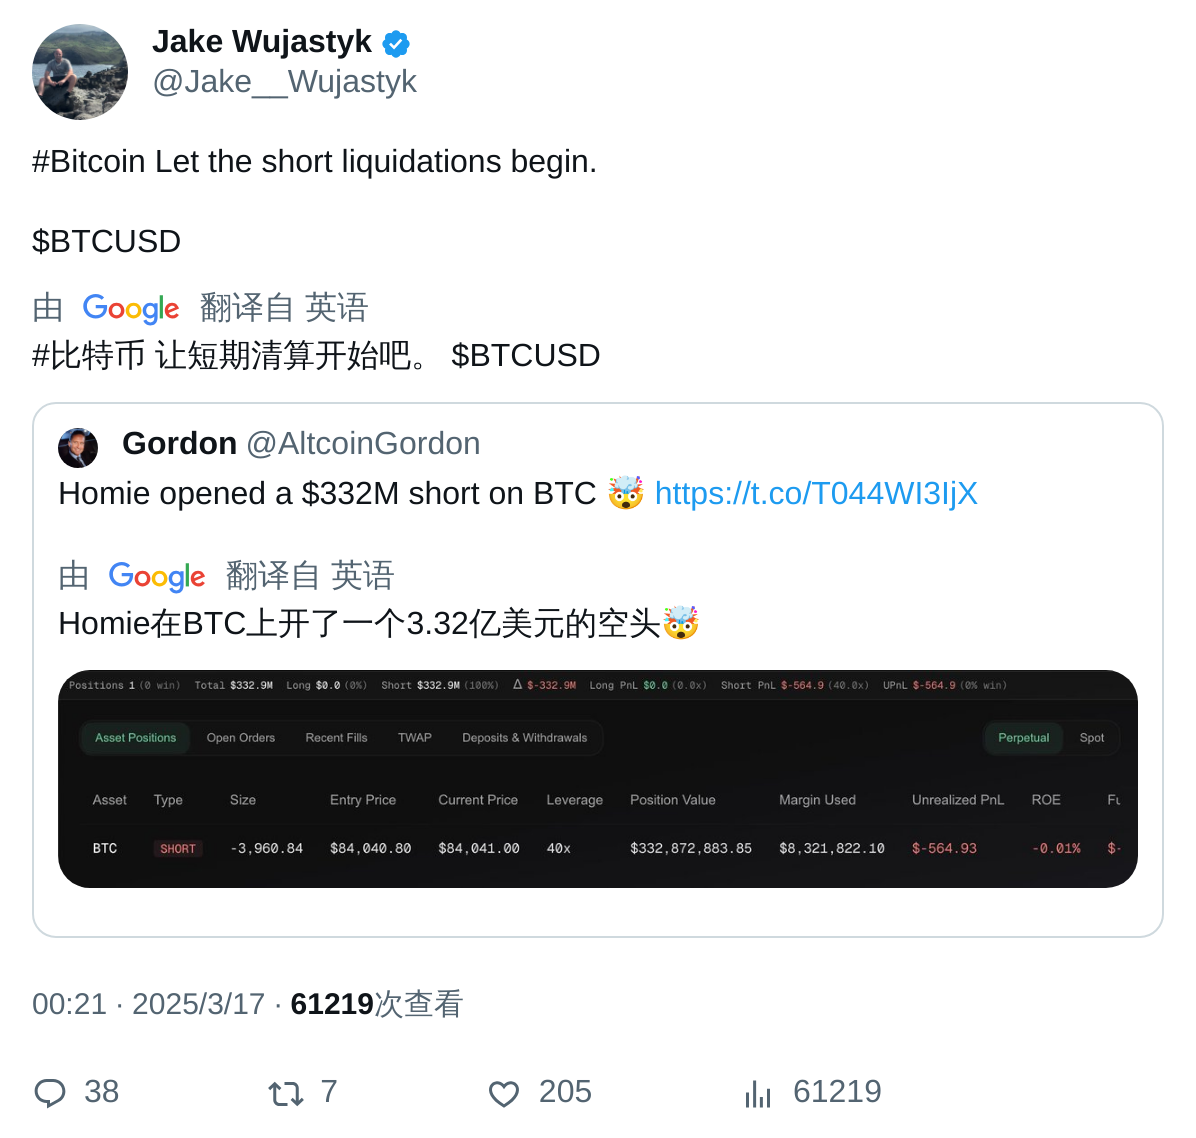 Jake Wujastyk
@Jake__Wujastyk
#Bitcoin Let the short liquidations begin.
$BTCUSD
由 Google 翻译自 英语
#比特币 让短期清算开始吧。 $BTCUSD
Gordon @AltcoinGordon
Homie opened a $332M short on BTC 🤯 https://t.co/T044WI3IjX
由 Google 翻译自 英语
Homie在BTC上开了一个3.32亿美元的空头🤯
Positions 1 (0 win) Total $332.9M Long $0.0 (0%) Short $332.9M (100%) Δ $-332.9M Long PnL $0.0 (0.0x) Short PnL $-564.9 (40.0x) UPnL $-564.9 (0% win)
Asset Positions Open Orders Recent Fills TWAP Deposits & Withdrawals Perpetual Spot
Asset Type Size Entry Price Current Price Leverage Position Value Margin Used Unrealized PnL ROE
BTC SHORT -3,960.84 $84,040.80 $84,041.00 40x $332,872,883.85 $8,321,822.10 $-564.93 -0.01% $-
00:21 · 2025/3/17 · 61219次查看
38 7 205 61219